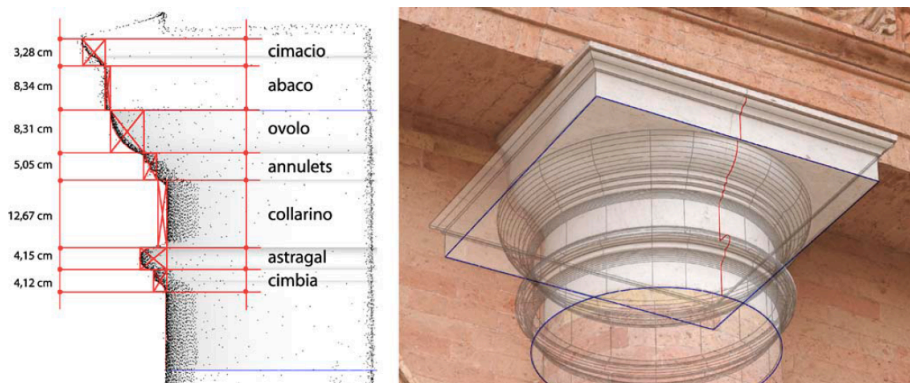 3,28 cm cimacio
8,34 cm abaco
8,31 cm ovolo
5,05 cm annulets
12,67 cm collarino
4,15 cm astragal
4,12 cm cimbia